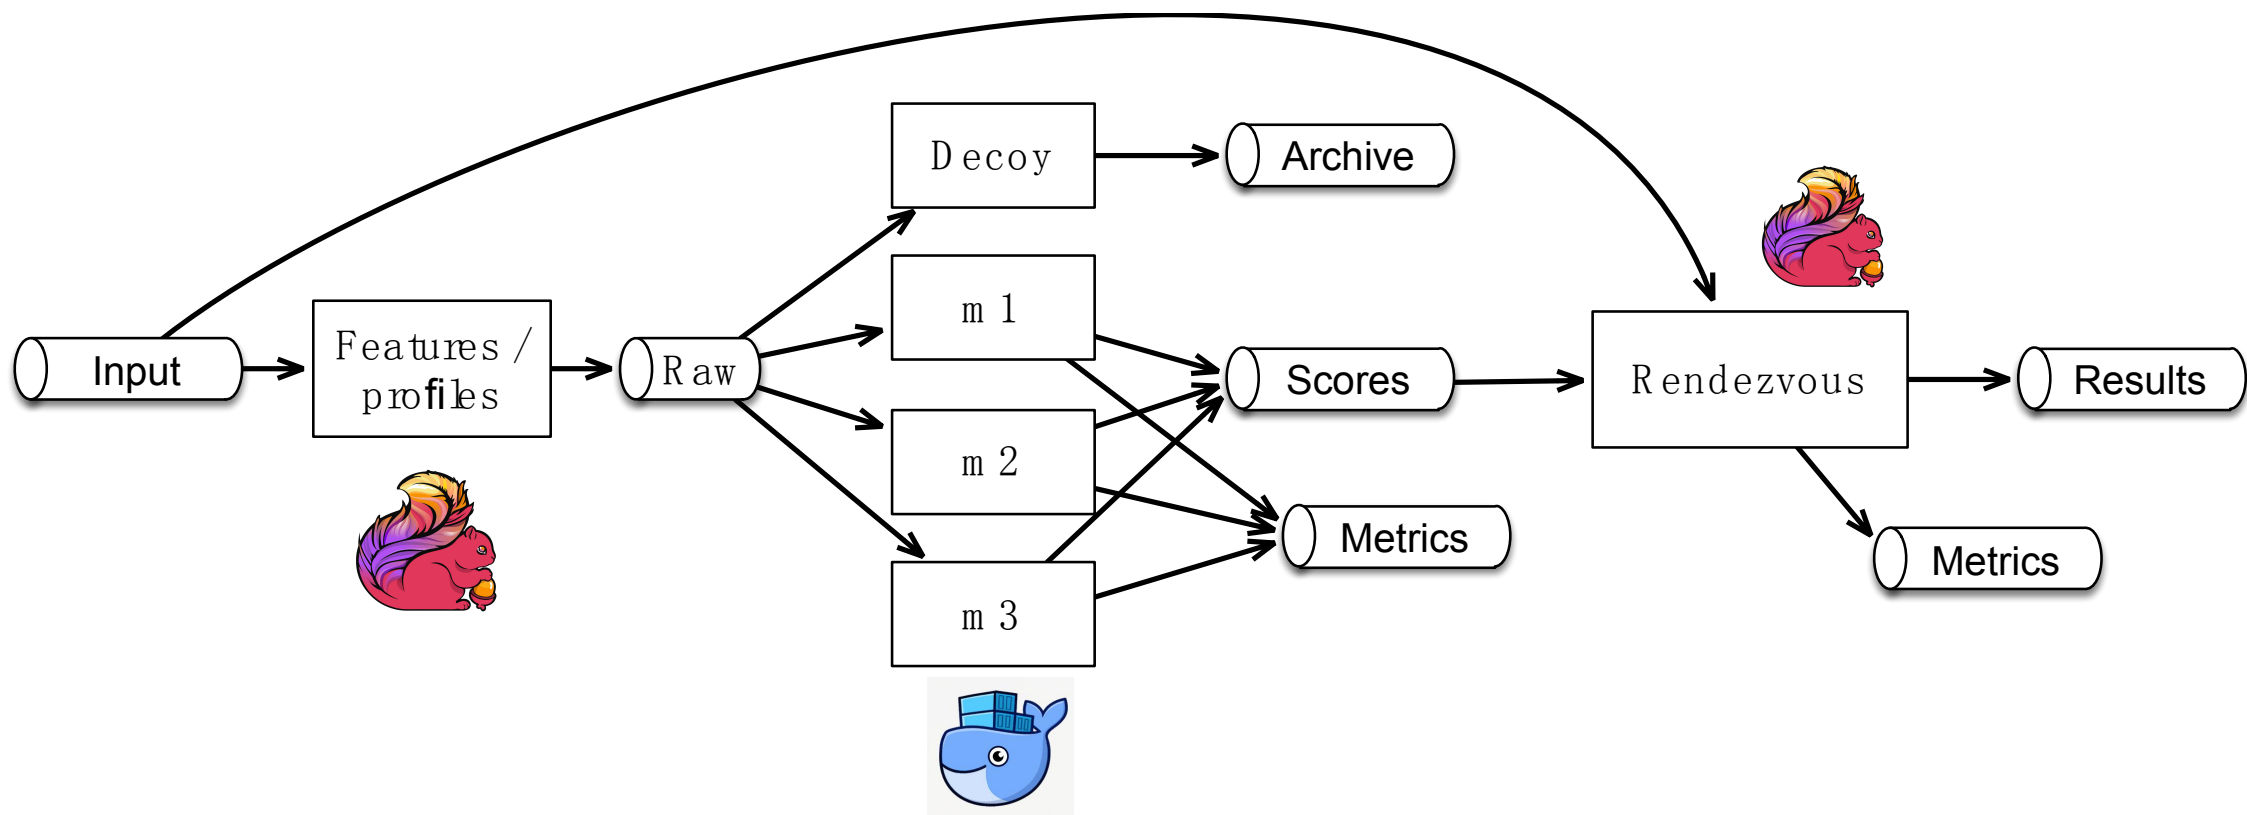 Input
Features /
profiles
Raw
Decoy
m 1
m 2
m 3
Archive
Scores
Metrics
Rendezvous
Results
Metrics